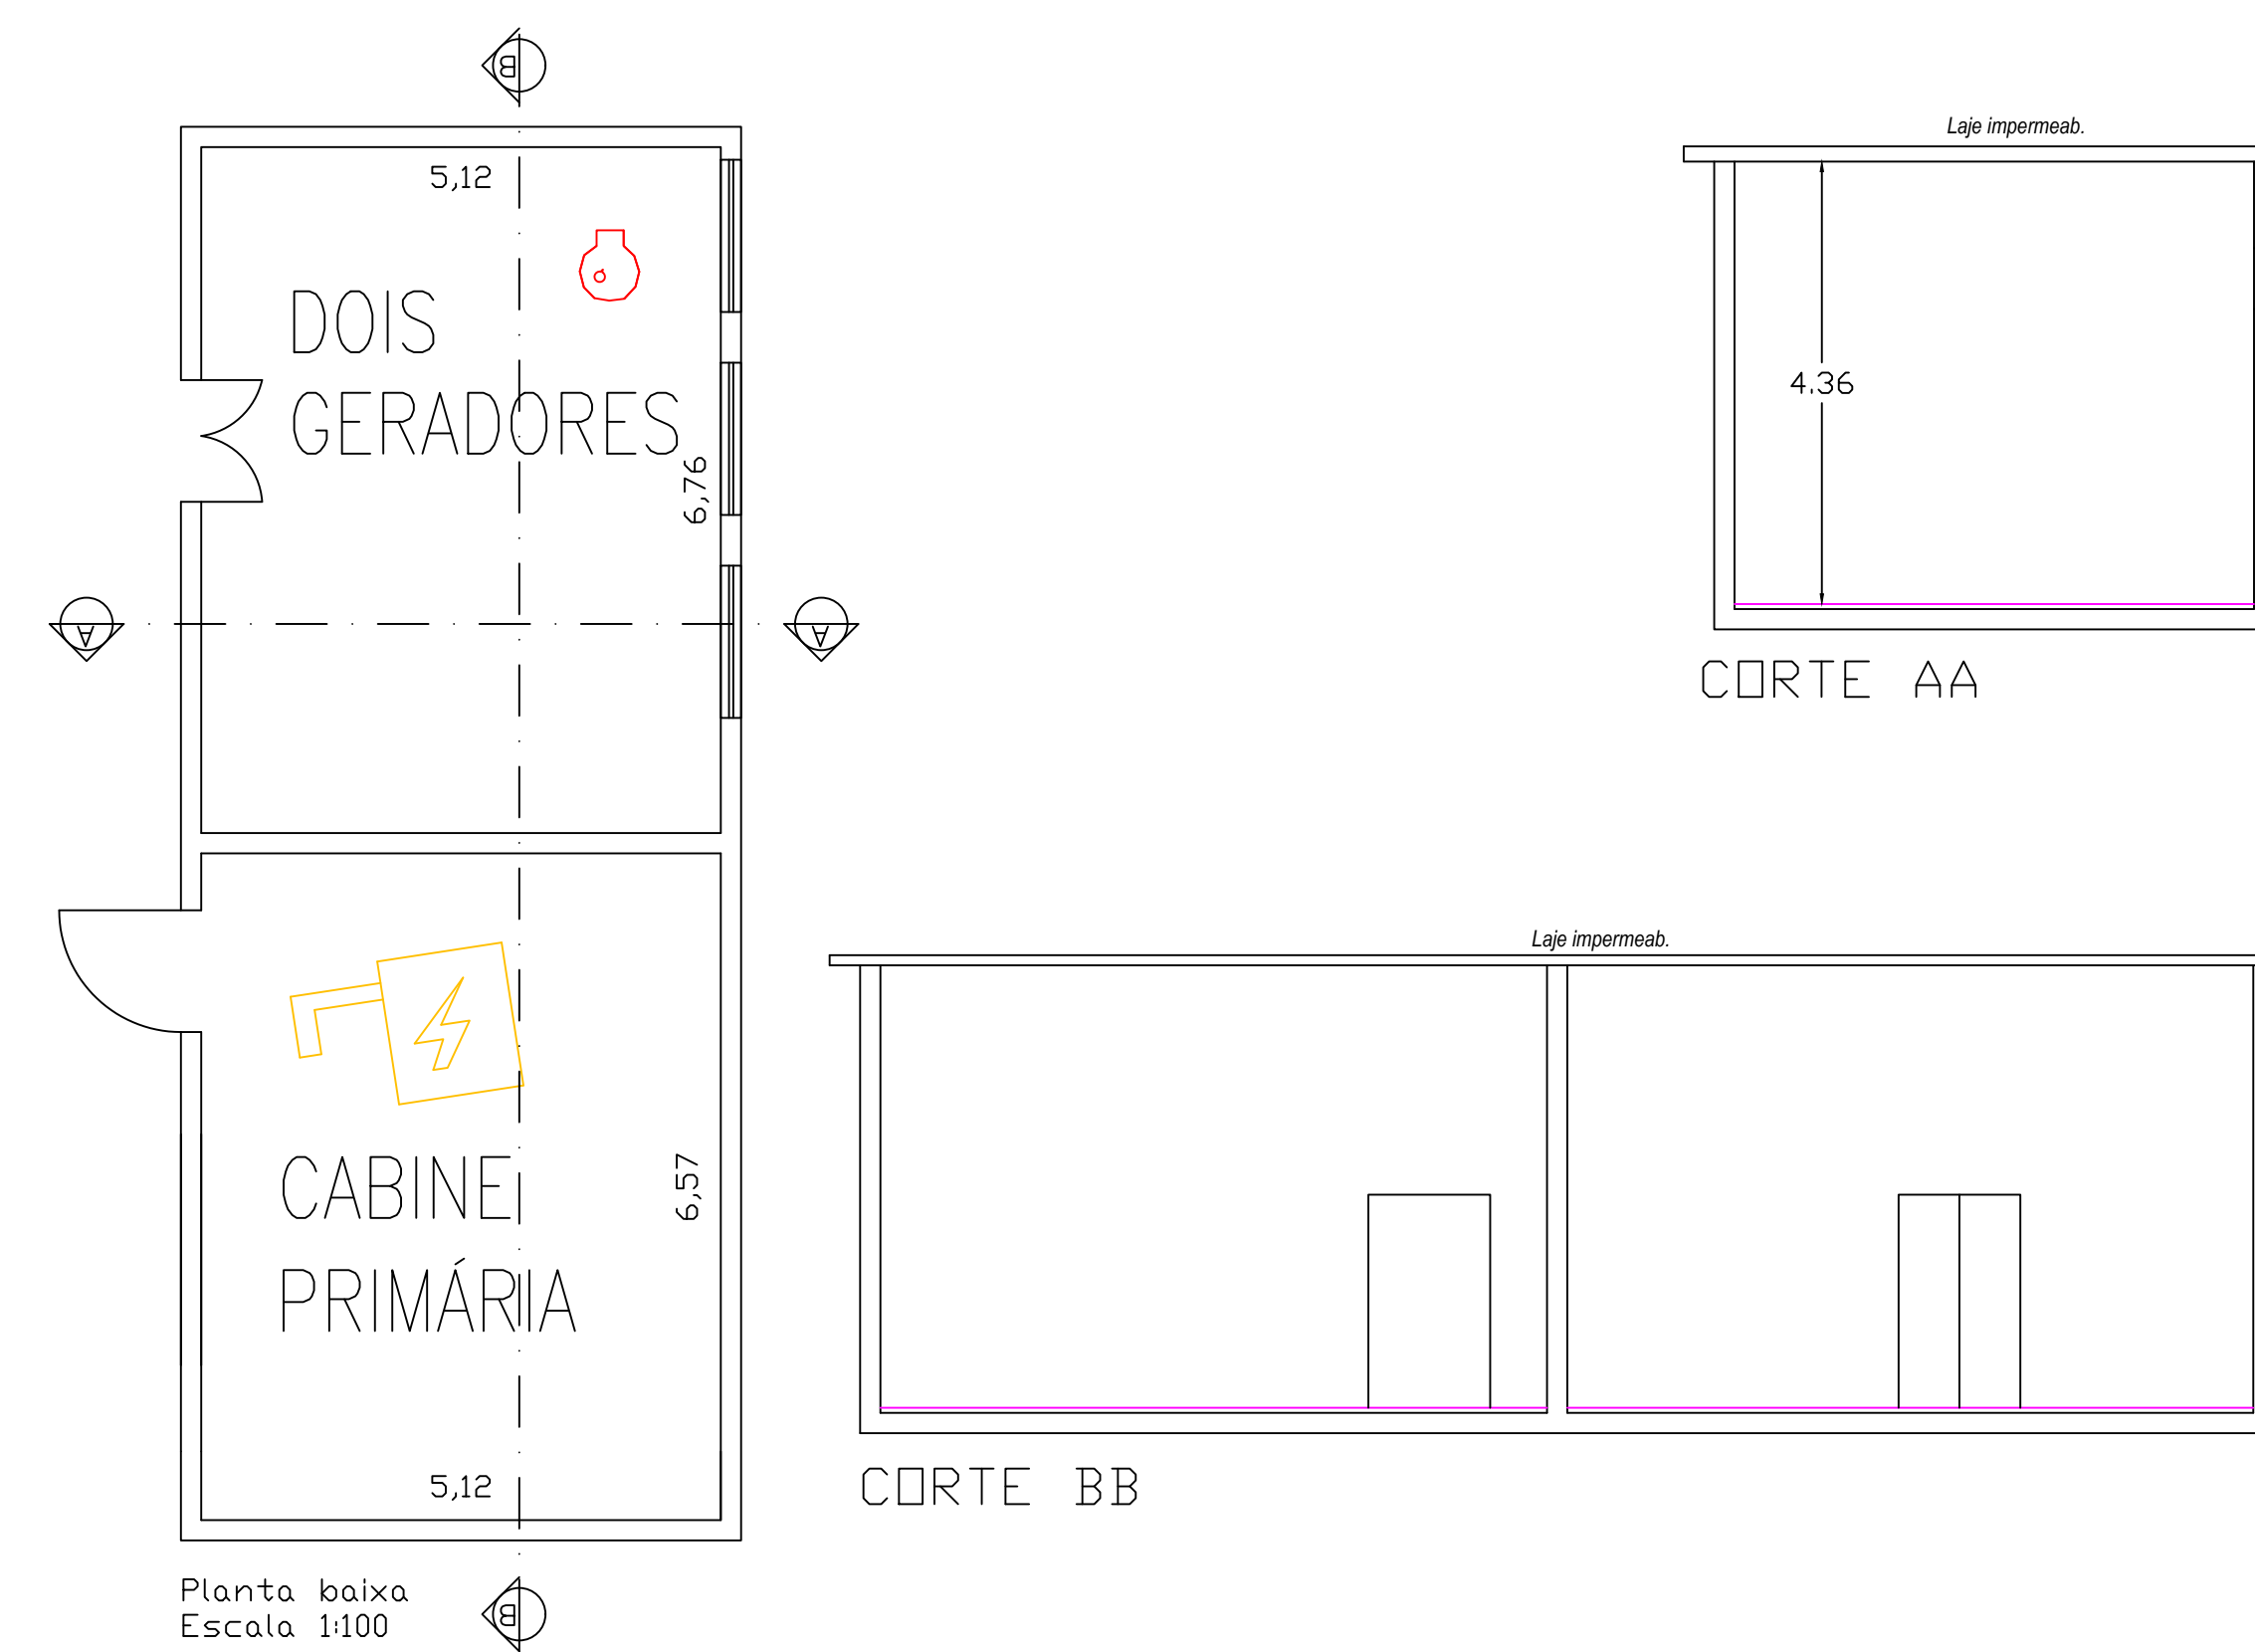 B
5,12
DOIS
GERADORES
6,76
A
A
CABINE
PRIMÁRIA
6,57
5,12
Planta baixa
Escala 1:100
B
Laje impermeab.
4.36
CORTE AA
Laje impermeab.
CORTE BB